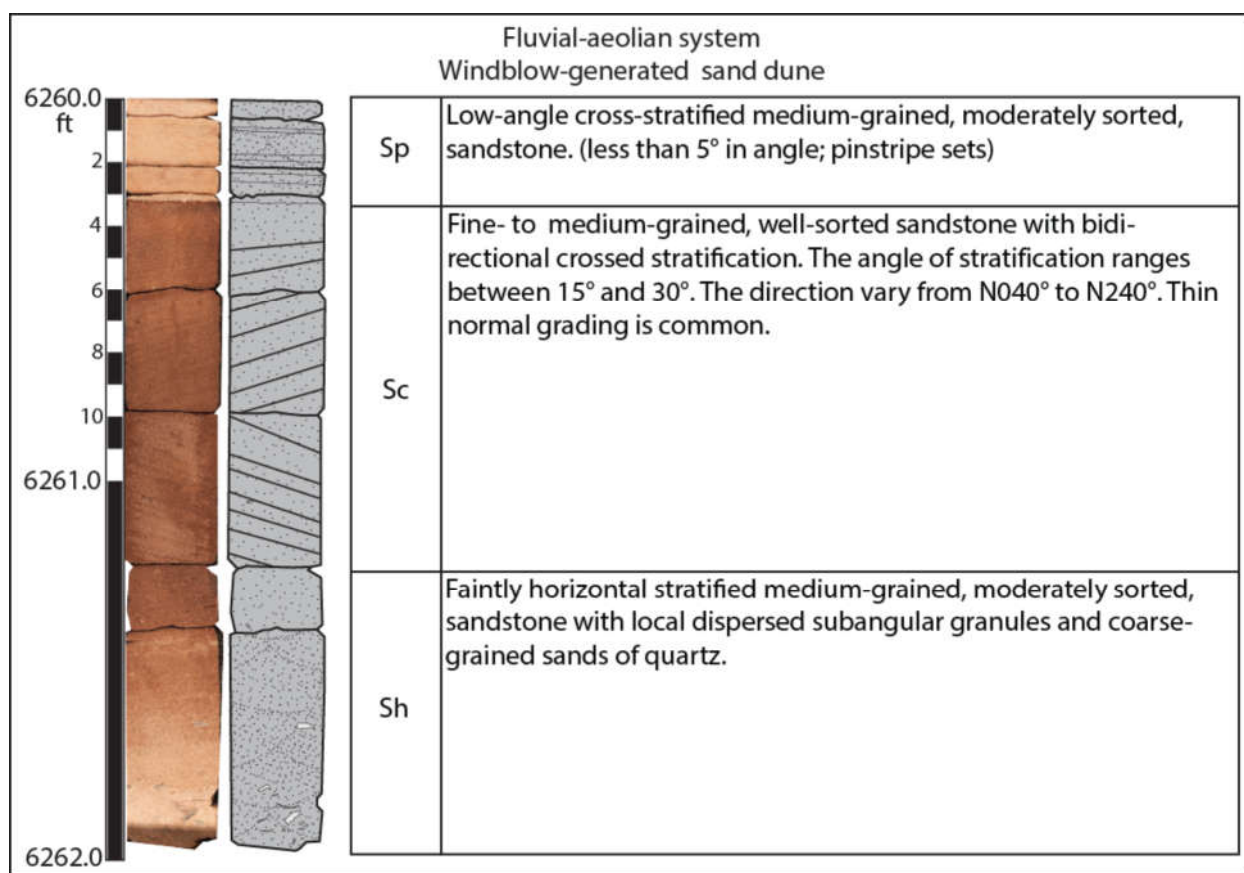 Fluvial-aeolian system
Windblow-generated sand dune
6260.0
ft
2
4
6
8
10
6261.0
6262.0
Sp
Low-angle cross-stratified medium-grained, moderately sorted,
sandstone. (less than 5° in angle; pinstripe sets)
Sc
Fine- to medium-grained, well-sorted sandstone with bidi-
rectional crossed stratification. The angle of stratification ranges
between 15° and 30°. The direction vary from N040° to N240°. Thin
normal grading is common.
Sh
Faintly horizontal stratified medium-grained, moderately sorted,
sandstone with local dispersed subangular granules and coarse-
grained sands of quartz.